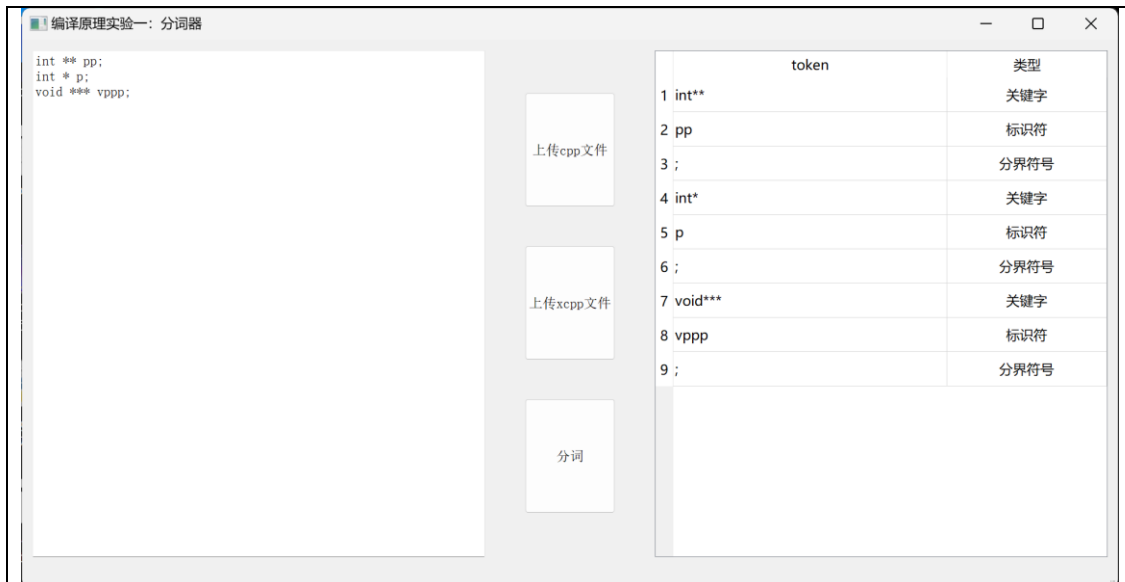 编译原理实验一：分词器
int ** pp;
int * p;
void *** vppp;
上传cpp文件
上传xcpp文件
分词
token 类型
1 int** 关键字
2 pp 标识符
3 ; 分界符号
4 int* 关键字
5 p 标识符
6 ; 分界符号
7 void*** 关键字
8 vppp 标识符
9 ; 分界符号